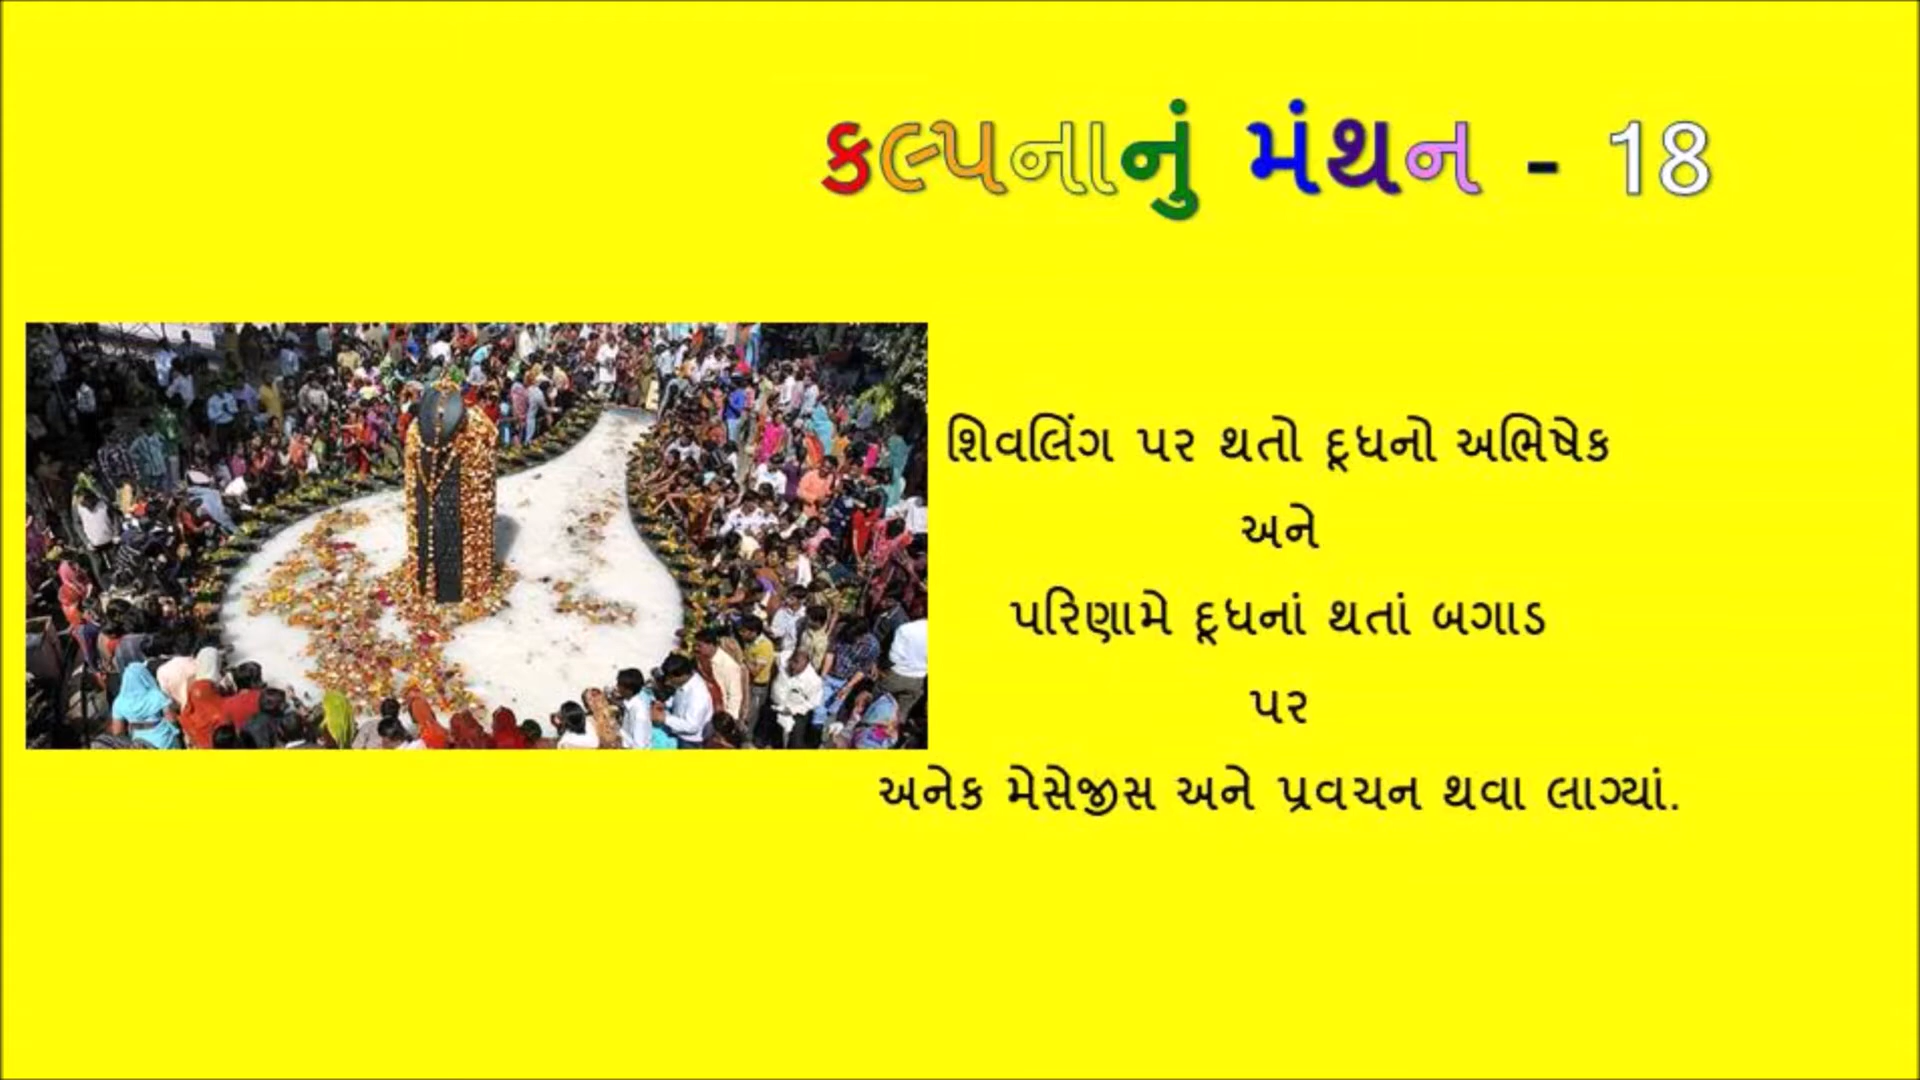 કલ્પનાનું મંથન - 18
શિવલિંગ પર થતો દૂધનો અભિષેક
અને
પરિણામે દૂધનાં થતાં બગાડ
પર
અનેક મેસેજીસ અને પ્રવચન થવા લાગ્યાં.